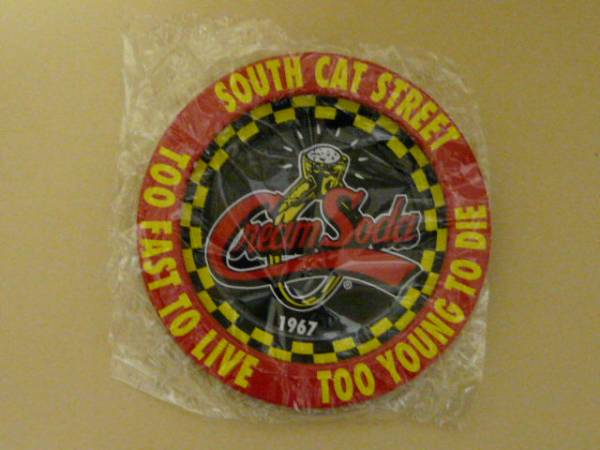 SOUTH CAT STREET
Cream Soda
®
1967
TOO FAST TO LIVE
TOO YOUNG TO DIE